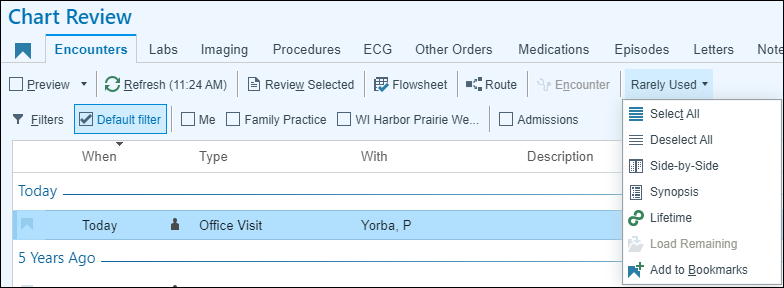 Chart Review
Encounters Labs Imaging Procedures ECG Other Orders Medications Episodes Letters Note
Preview Refresh (11:24 AM) Review Selected Flowsheet Route Encounter Rarely Used
Filters Default filter Me Family Practice WI Harbor Prairie We... Admissions
When Type With Description
Today
Today Office Visit Yorba, P
5 Years Ago
Select All
Deselect All
Side-by-Side
Synopsis
Lifetime
Load Remaining
Add to Bookmarks